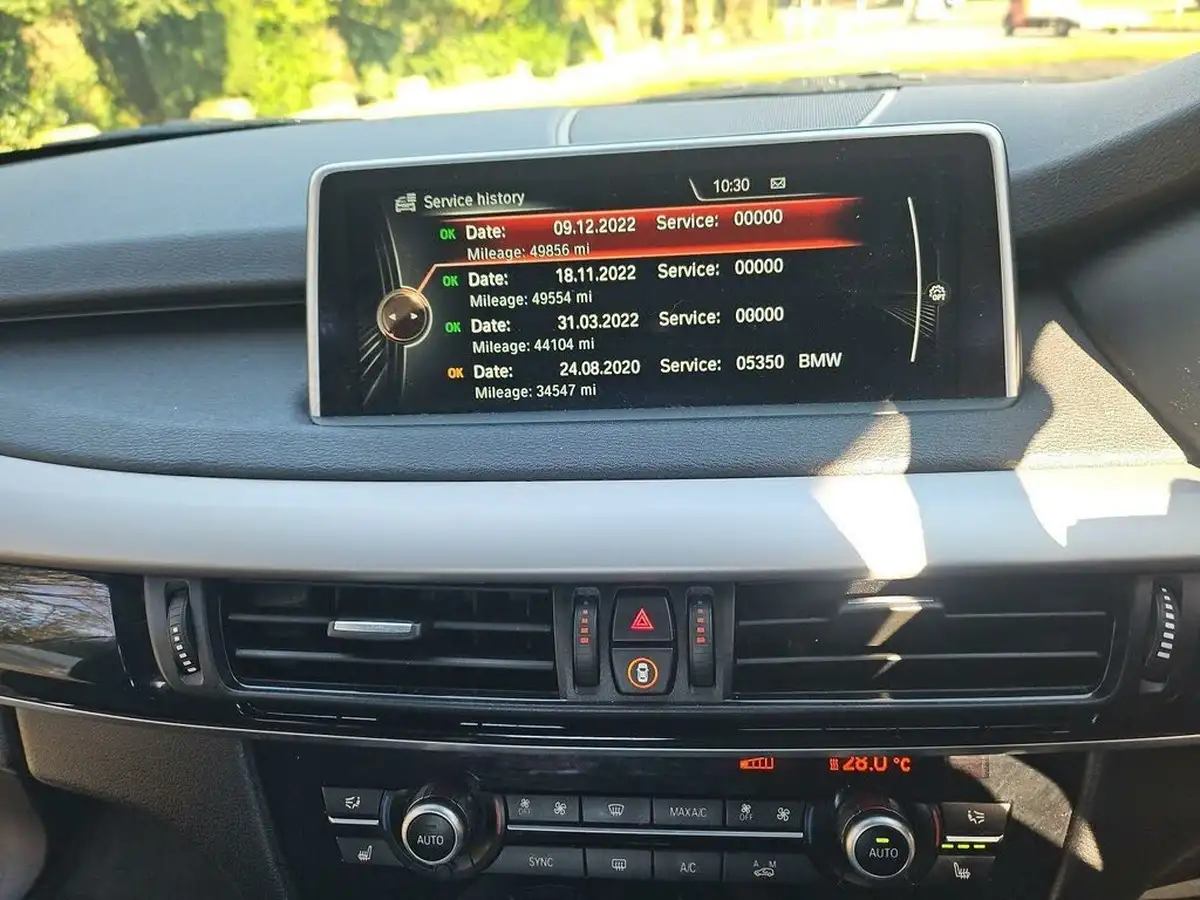 Service history
10:30
OK Date: 09.12.2022 Service: 00000
Mileage: 49856 mi
OK Date: 18.11.2022 Service: 00000
Mileage: 49554 mi
OK Date: 31.03.2022 Service: 00000
Mileage: 44104 mi
OK Date: 24.08.2020 Service: 05350 BMW
Mileage: 34547 mi
OPT
28.0 °C
OFF
MAX A/C
OFF
AUTO
AUTO
SYNC
A/C
A M